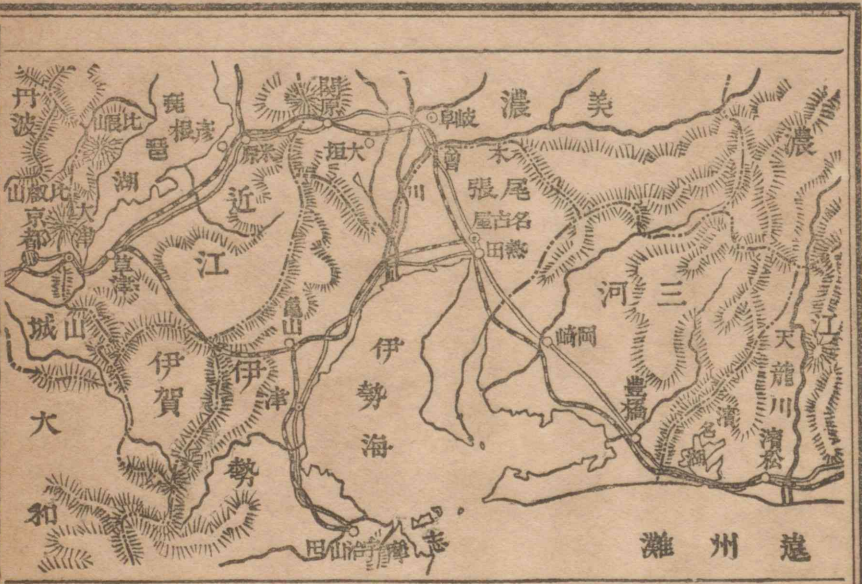 丹波
比良山
琵琶湖
彦根
米原
関原
大垣
岐阜
美濃
木曽川
尾張
名古屋
熱田
比叡山
大津
京都
草津
近江
山城
伊賀
亀山
津
伊勢
伊勢海
三河
岡崎
豊橋
濱名湖
濱松
天龍川
大和
宇治山田
志
遠州灘
濃
江